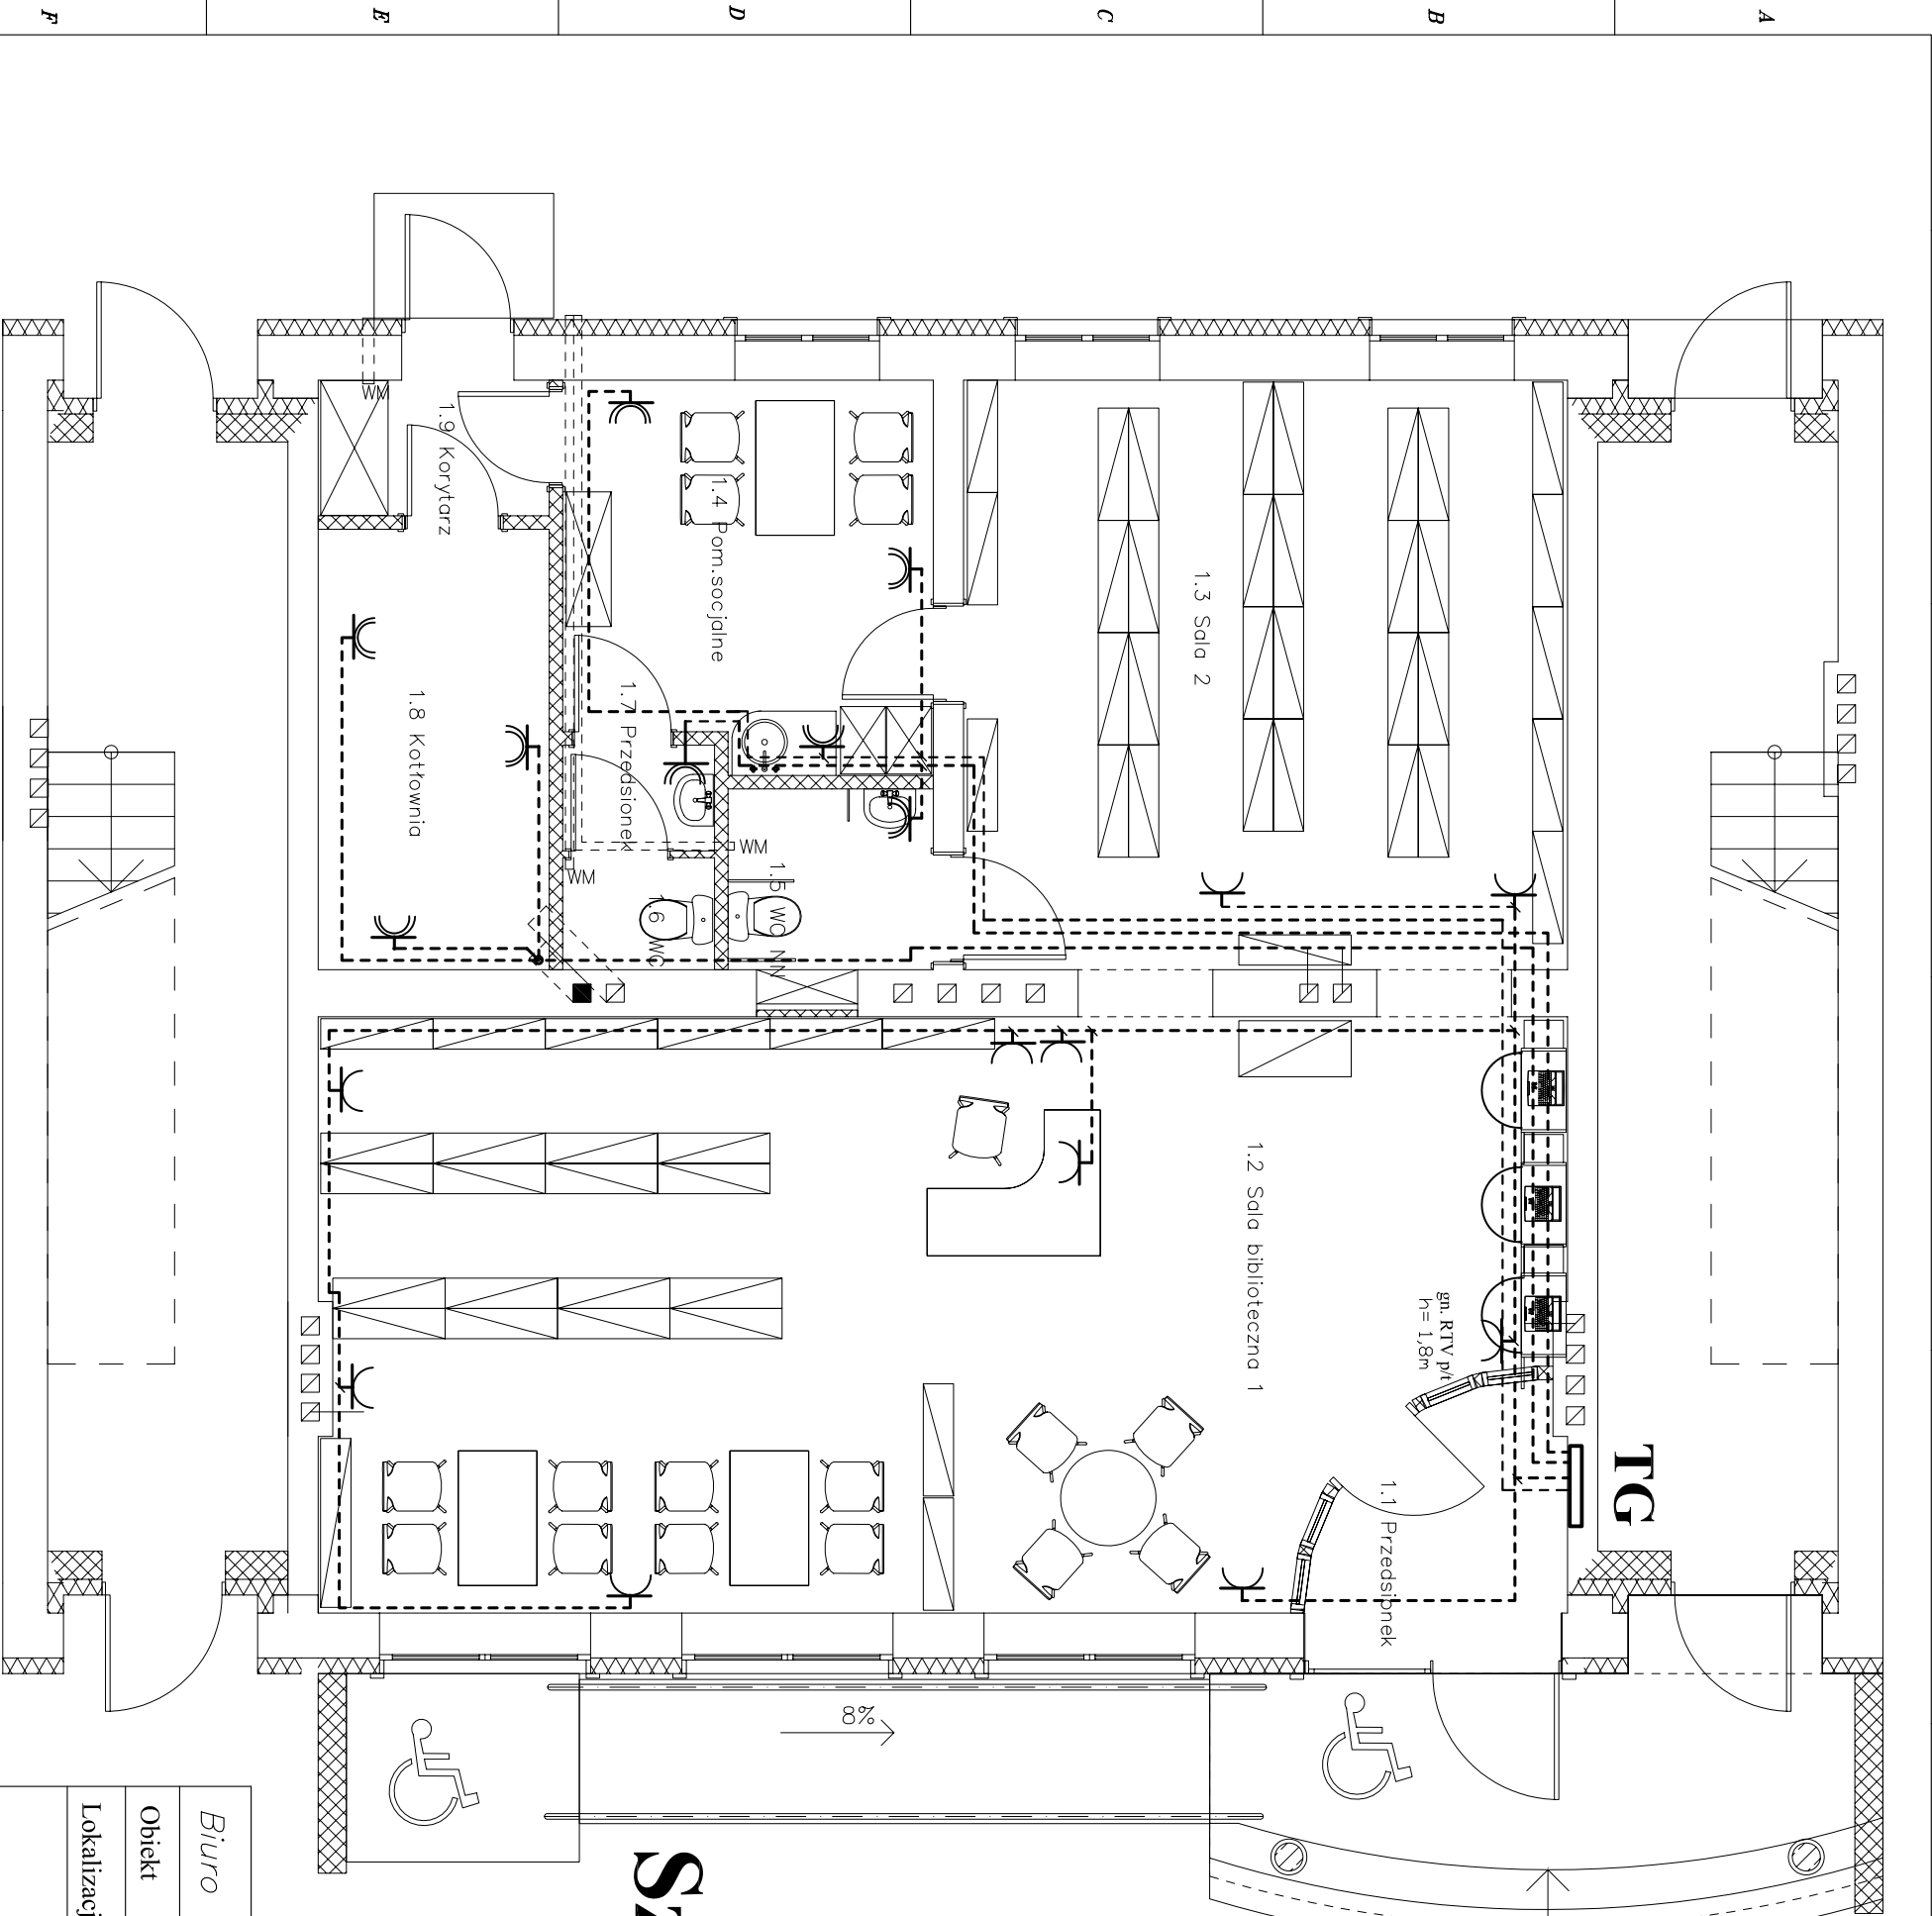 F
E
D
C
B
A
WM
1.9 Korytarz
1.4 Pom.socjalne
1.3 Sala 2
1.8 Kotłownia
1.7 Przedsionek
WM
WM
1.5 WC NN
1.6 WC
1.2 Sala biblioteczna 1
gn. RTV p/t
h= 1,8m
TG
1.1 Przedsionek
8%
Biuro
Obiekt